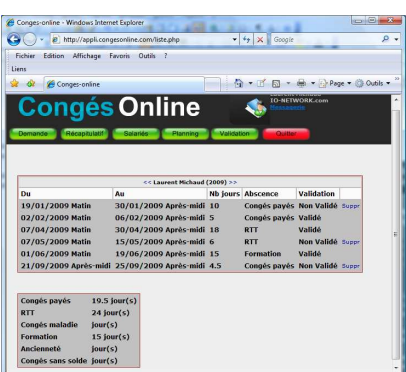 Congés-online - Windows Internet Explorer
http://appli.congesonline.com/liste.php
Google
Fichier Edition Affichage Favoris Outils ?
Liens
Congés-online
Page
Outils
Congés Online
Laurent Michaud
IO-NETWORK.com
Demande Récapitulatif Salariés Planning Validation Quitter
<< Laurent Michaud (2009) >>
Du Au Nb jours Abscence Validation
19/01/2009 Matin 30/01/2009 Après-midi 10 Congés payés Non Validé Suppr
02/02/2009 Matin 06/02/2009 Après-midi 5 Congés payés Validé
07/04/2009 Matin 30/04/2009 Après-midi 18 RTT Validé
07/05/2009 Matin 15/05/2009 Après-midi 6 RTT Non Validé Suppr
01/06/2009 Matin 19/06/2009 Après-midi 15 Formation Validé
21/09/2009 Après-midi 25/09/2009 Après-midi 4.5 Congés payés Non Validé Suppr
Congés payés 19.5 jour(s)
RTT 24 jour(s)
Congés maladie jour(s)
Formation 15 jour(s)
Ancienneté jour(s)
Congés sans solde jour(s)